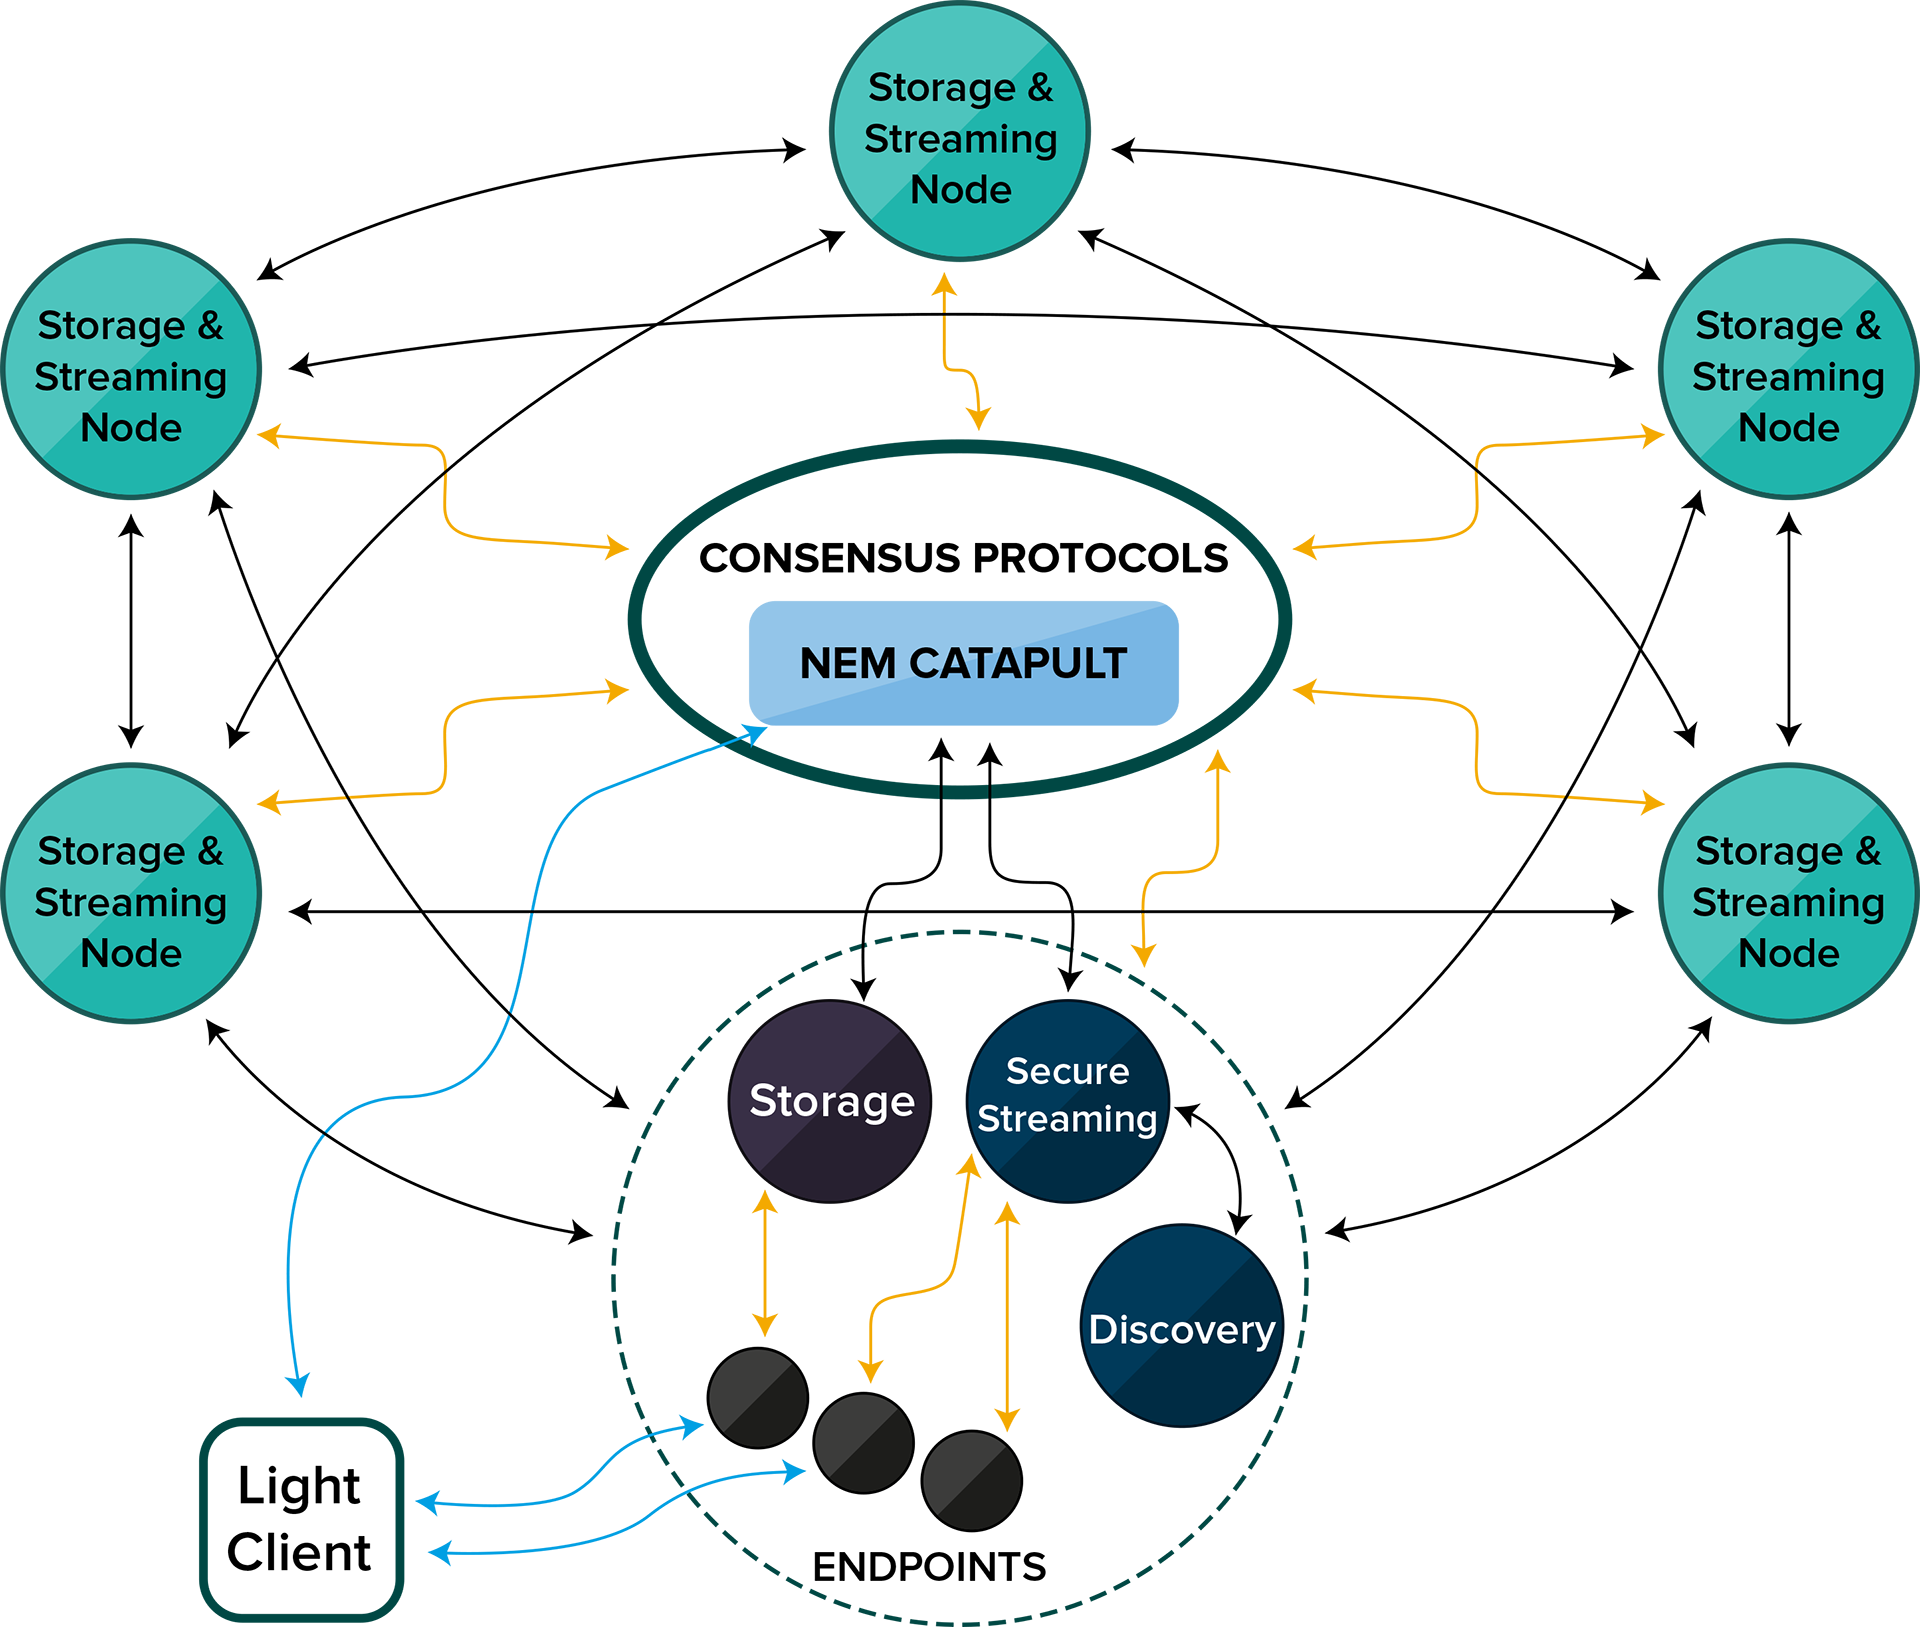 Storage &
Streaming
Node
Storage &
Streaming
Node
Storage &
Streaming
Node
CONSENSUS PROTOCOLS
NEM CATAPULT
Storage &
Streaming
Node
Storage &
Streaming
Node
Storage
Secure
Streaming
Discovery
Light
Client
ENDPOINTS